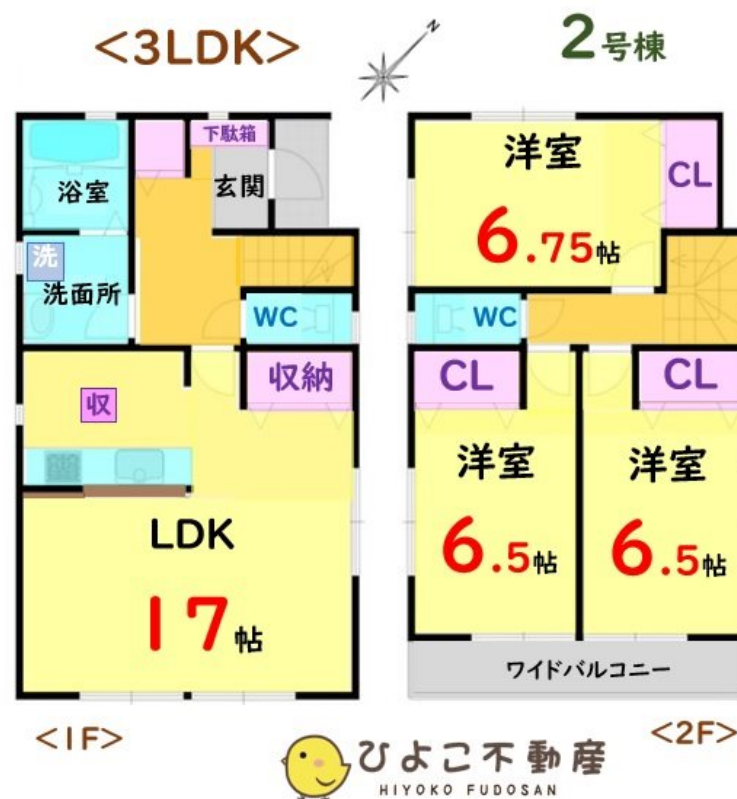 <3LDK>
N
2号棟
下駄箱
浴室
玄関
洋室
CL
6.75帖
洗
洗面所
WC
WC
収納
CL
CL
収
洋室
洋室
LDK
6.5帖
6.5帖
17帖
ワイドバルコニー
<1F>
<2F>
ひよこ不動産
HIYOKO FUDOSAN